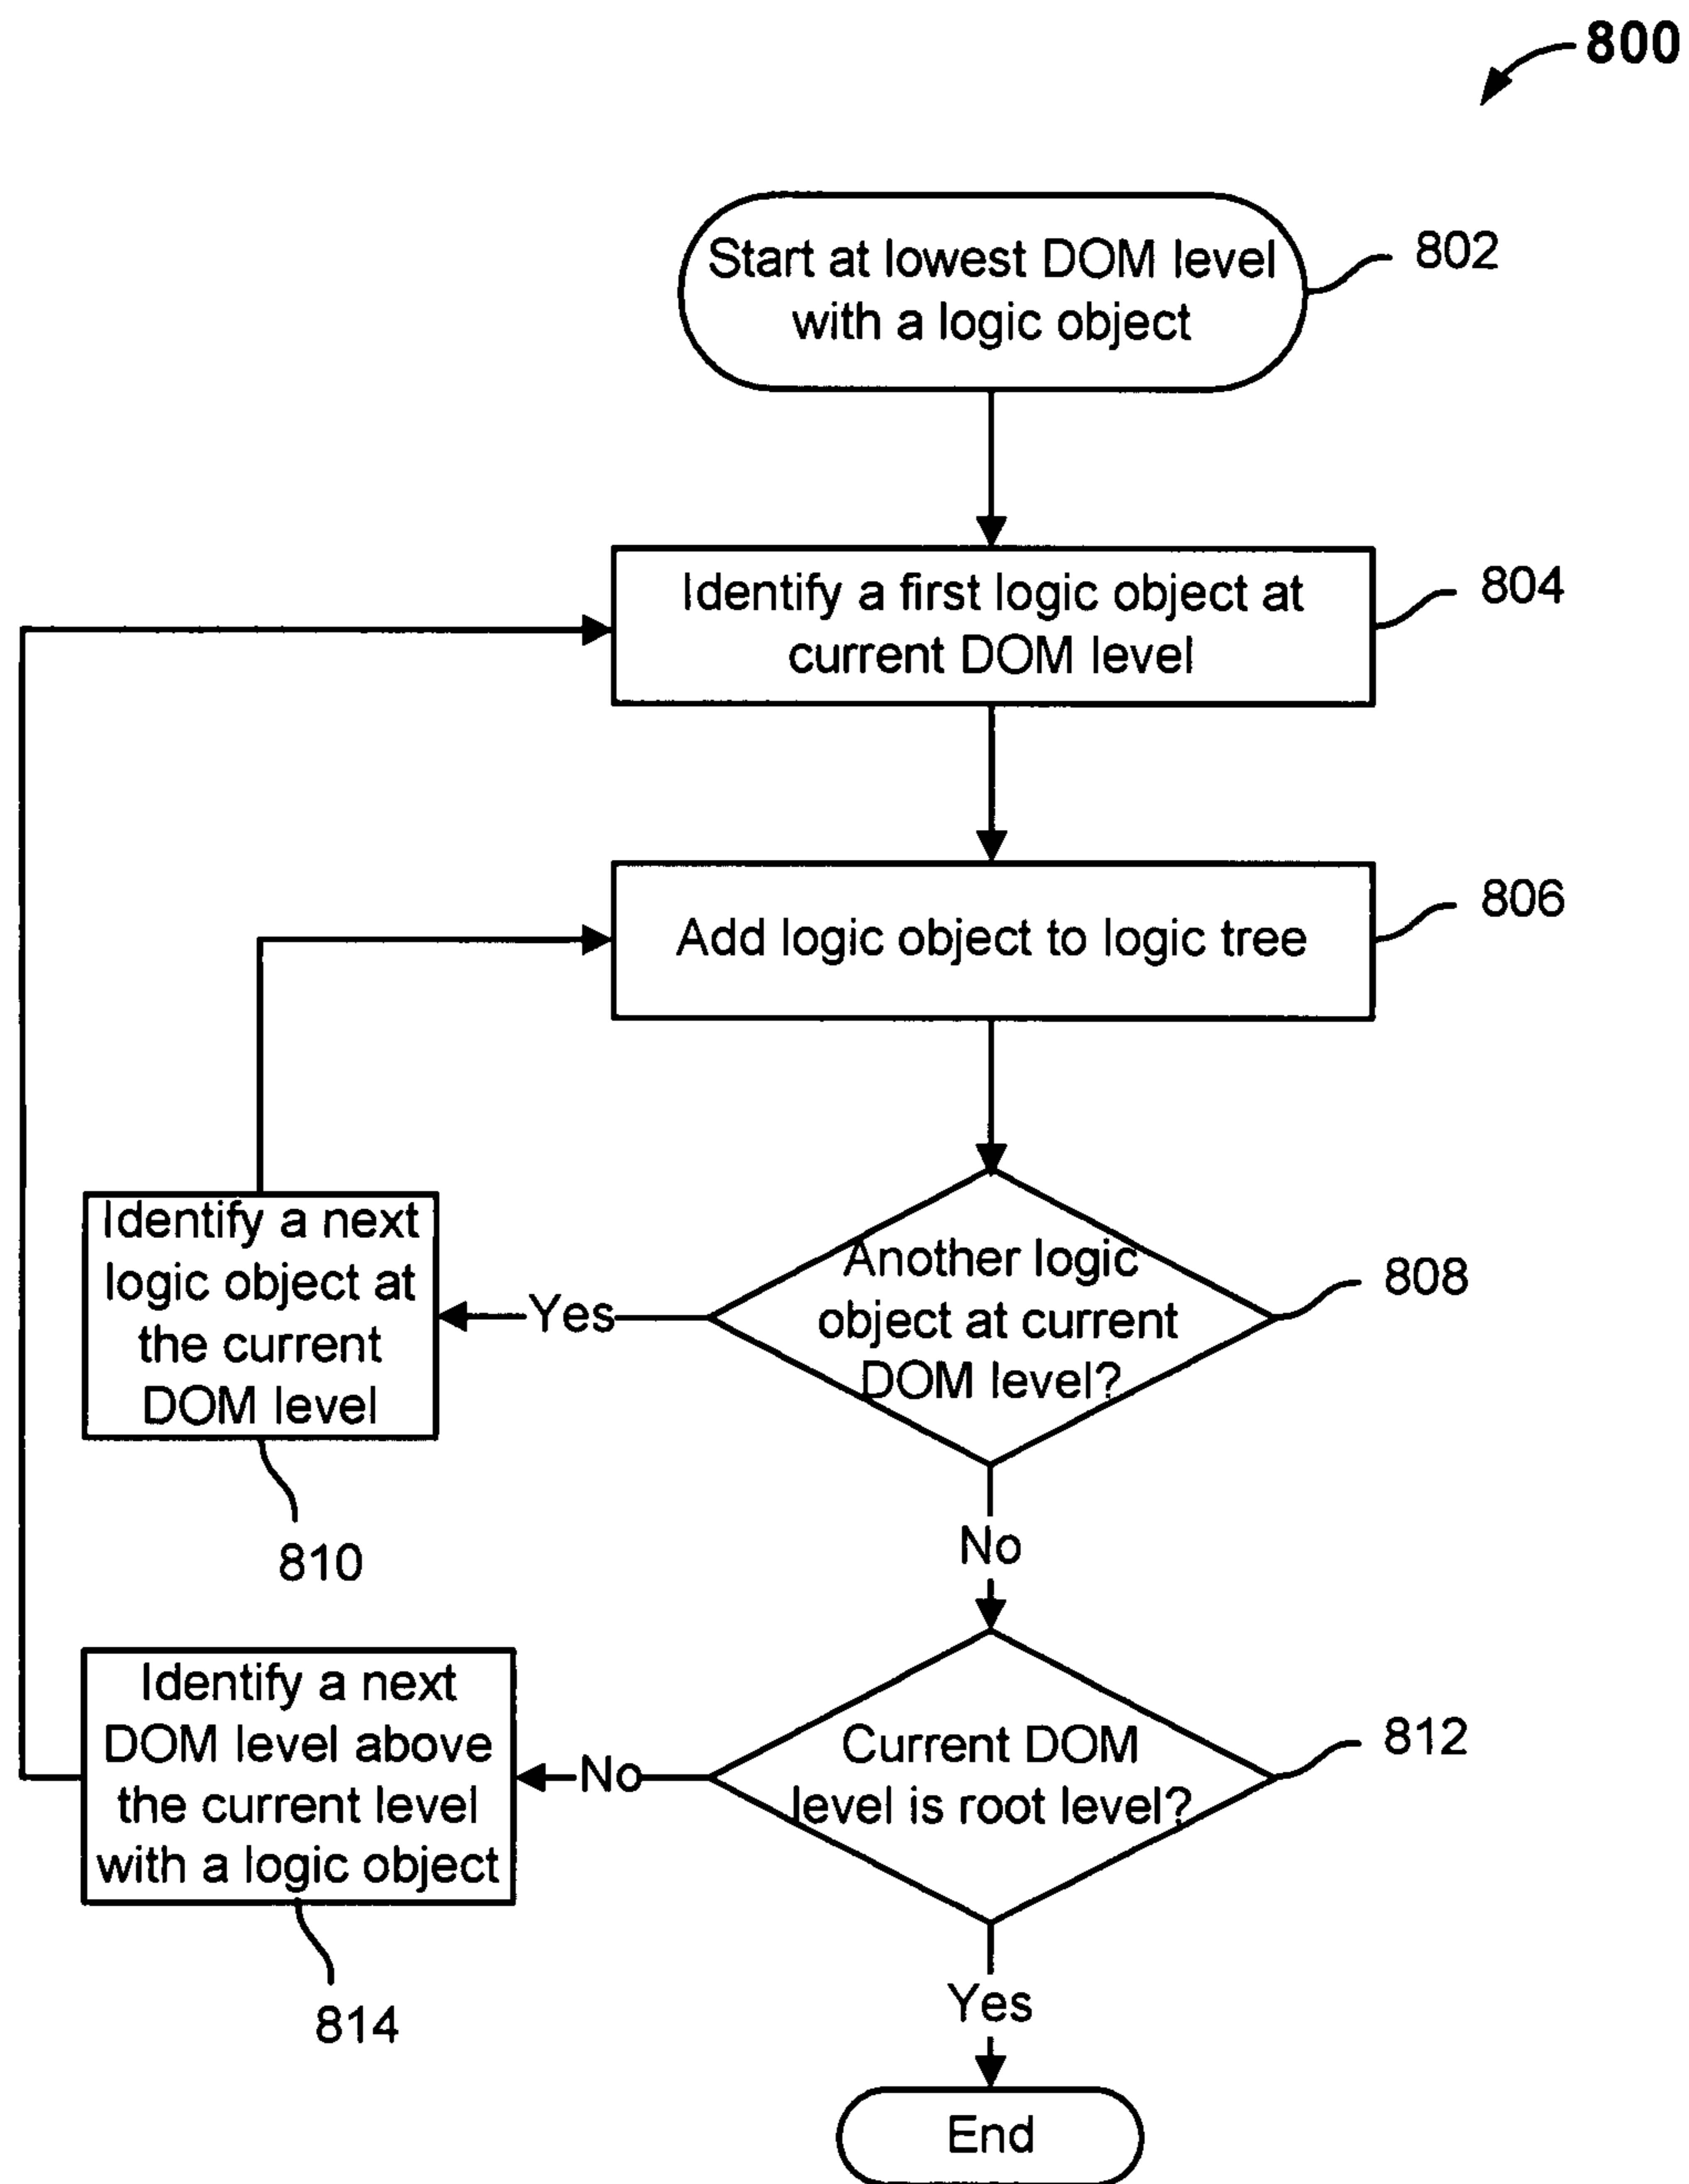 800
Start at lowest DOM level
with a logic object
802
Identify a first logic object at
current DOM level
804
Add logic object to logic tree
806
Another logic
object at current
DOM level?
808
Yes
Identify a next
logic object at
the current
DOM level
810
No
Current DOM
level is root level?
812
No
Identify a next
DOM level above
the current level
with a logic object
814
Yes
End